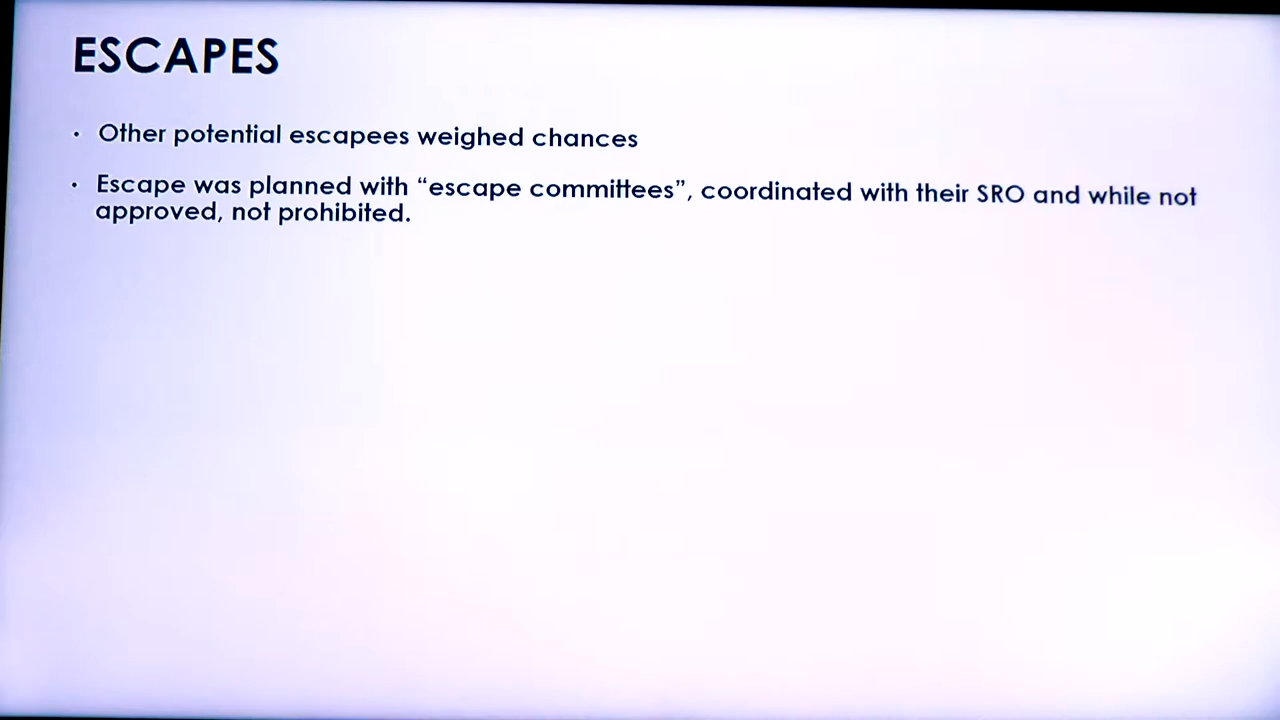 ESCAPES
• Other potential escapees weighed chances
• Escape was planned with “escape committees”, coordinated with their SRO and while not
approved, not prohibited.